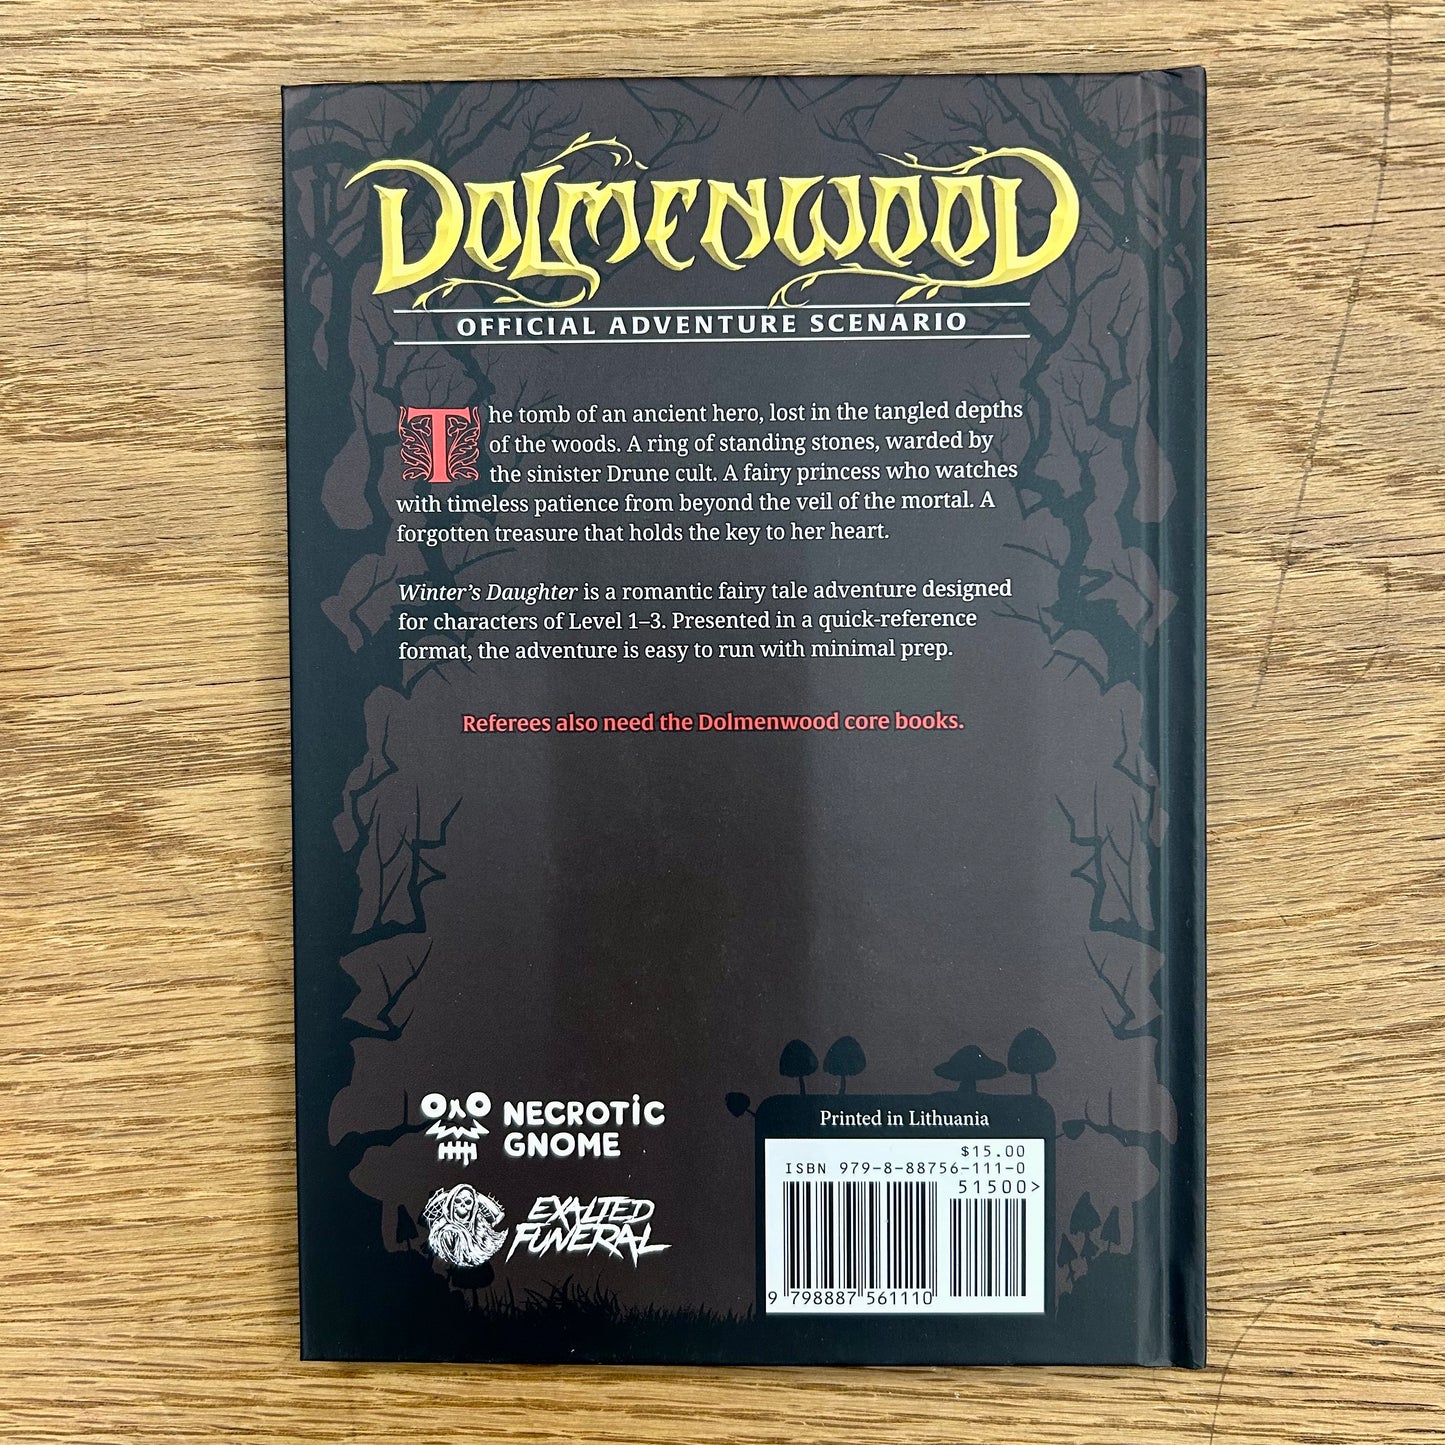 DOLMENWOOD
OFFICIAL ADVENTURE SCENARIO
The tomb of an ancient hero, lost in the tangled depths
of the woods. A ring of standing stones, warded by
the sinister Drune cult. A fairy princess who watches
with timeless patience from beyond the veil of the mortal. A
forgotten treasure that holds the key to her heart.
Winter's Daughter is a romantic fairy tale adventure designed
for characters of Level 1–3. Presented in a quick-reference
format, the adventure is easy to run with minimal prep.
Referees also need the Dolmenwood core books.
NECROTIC
GNOME
EXALTED
FUNERAL
Printed in Lithuania
$15.00
ISBN 979-8-88756-111-0
51500>
9 798887 561110